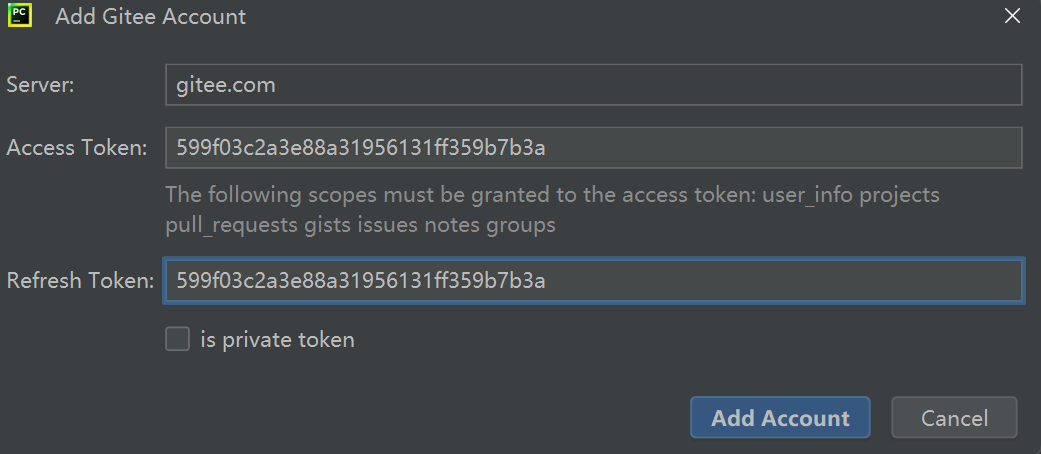 PC Add Gitee Account
Server: gitee.com
Access Token: 599f03c2a3e88a31956131ff359b7b3a
The following scopes must be granted to the access token: user_info projects
pull_requests gists issues notes groups
Refresh Token: 599f03c2a3e88a31956131ff359b7b3a
is private token
Add Account Cancel